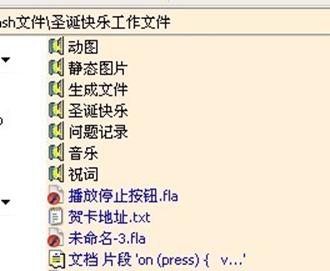 ash文件\圣诞快乐工作文件
动图
静态图片
生成文件
圣诞快乐
问题记录
音乐
祝词
播放停止按钮.fla
贺卡地址.txt
未命名-3.fla
文档 片段 'on (press) {   v...'